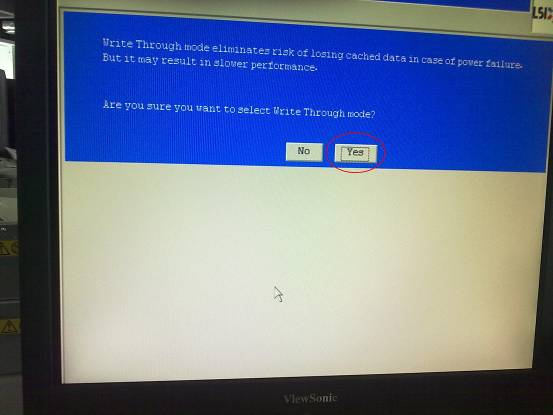 LSI
Write Through mode eliminates risk of losing cached data in case of power failure.
But it may result in slower performance.
Are you sure you want to select Write Through mode?
No
Yes
ViewSonic